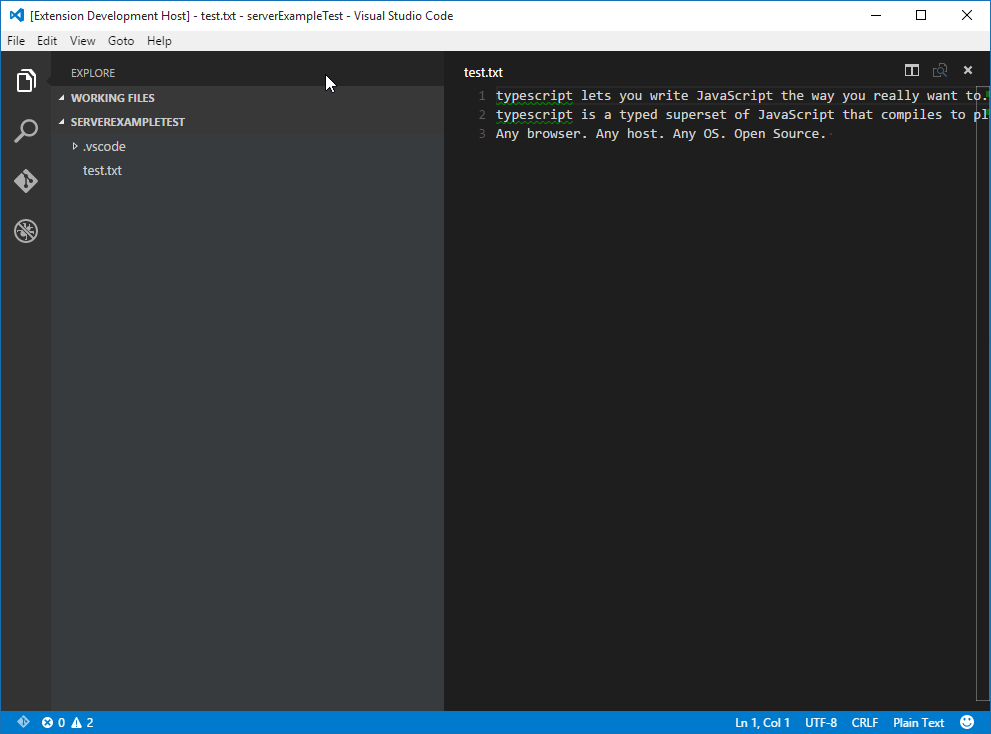 [Extension Development Host] - test.txt - serverExampleTest - Visual Studio Code
File Edit View Goto Help
EXPLORE
WORKING FILES
SERVEREXAMPLETEST
.vscode
test.txt
test.txt
1 typescript lets you write JavaScript the way you really want to.
2 typescript is a typed superset of JavaScript that compiles to pl
3 Any browser. Any host. Any OS. Open Source.
0 2 Ln 1, Col 1 UTF-8 CRLF Plain Text